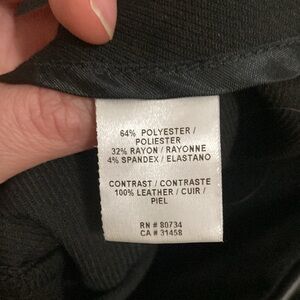 64% POLYESTER /
POLIESTER
32% RAYON / RAYONNE
4% SPANDEX / ELASTANO
CONTRAST / CONTRASTE
100% LEATHER / CUIR /
PIEL
RN # 80734
CA # 31458